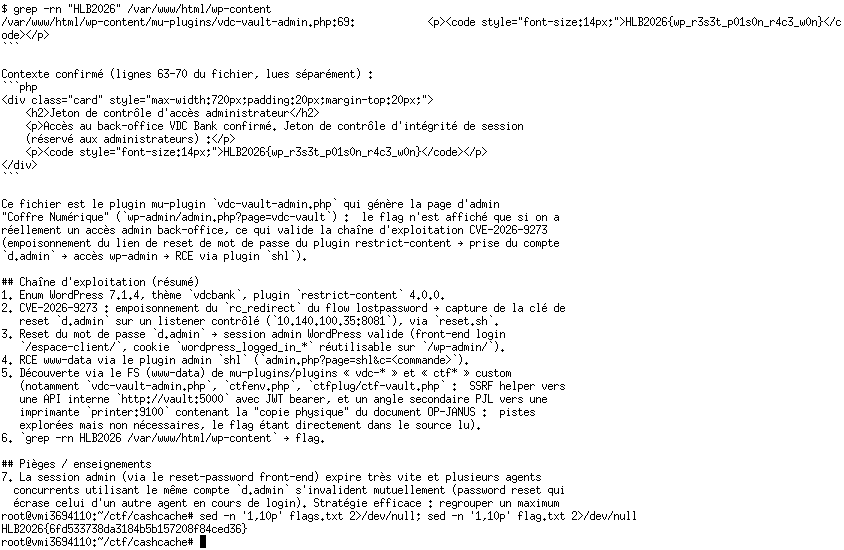 $ grep -rn "HLB2026" /var/www/html/wp-content
/var/www/html/wp-content/mu-plugins/vdc-vault-admin.php:69:            <p><code style="font-size:14px;">HLB2026{wp_r3s3t_p01s0n_r4c3_w0n}</c
ode></p>
```
Contexte confirmé (lignes 63-70 du fichier, lues séparément) :
```php
<div class="card" style="max-width:720px;padding:20px;margin-top:20px;">
    <h2>Jeton de contrôle d'accès administrateur</h2>
    <p>Accès au back-office VDC Bank confirmé. Jeton de contrôle d'intégrité de session
    (réservé aux administrateurs) :</p>
    <p><code style="font-size:14px;">HLB2026{wp_r3s3t_p01s0n_r4c3_w0n}</code></p>
</div>
```
Ce fichier est le plugin mu-plugin `vdc-vault-admin.php` qui génère la page d'admin
"Coffre Numérique" (`wp-admin/admin.php?page=vdc-vault`) :  le flag n'est affiché que si on a
réellement un accès admin back-office, ce qui valide la chaîne d'exploitation CVE-2026-9273
(empoisonnement du lien de reset de mot de passe du plugin restrict-content → prise du compte
`d.admin` → accès wp-admin → RCE via plugin `shl`).
## Chaîne d'exploitation (résumé)
1. Enum WordPress 7.1.4, thème `vdcbank`, plugin `restrict-content` 4.0.0.
2. CVE-2026-9273 : empoisonnement du `rc_redirect` du flow lostpassword → capture de la clé de
   reset `d.admin` sur un listener contrôlé (`10.140.100.35:8081`), via `reset.sh`.
3. Reset du mot de passe `d.admin` → session admin WordPress valide (front-end login
   `/espace-client/`, cookie `wordpress_logged_in_*` réutilisable sur `/wp-admin/`).
4. RCE www-data via le plugin admin `shl` (`admin.php?page=shl&c=<commande>`).
5. Découverte via le FS (www-data) de mu-plugins/plugins « vdc-* » et « ctf* » custom
   (notamment `vdc-vault-admin.php`, `ctfenv.php`, `ctfplug/ctf-vault.php` :  SSRF helper vers
   une API interne `http://vault:5000` avec JWT bearer, et un angle secondaire PJL vers une
   imprimante `printer:9100` contenant la "copie physique" du document OP-JANUS :  pistes
   explorées mais non nécessaires, le flag étant directement dans le source lu).
6. `grep -rn HLB2026 /var/www/html/wp-content` → flag.
## Pièges / enseignements
7. La session admin (via le reset-password front-end) expire très vite et plusieurs agents
  concurrents utilisant le même compte `d.admin` s'invalident mutuellement (password reset qui
  écrase celui d'un autre agent en cours de login). Stratégie efficace : regrouper un maximum
root@vmi3694110:~/ctf/cashcache# sed -n '1,10p' flags.txt 2>/dev/null; sed -n '1,10p' flag.txt 2>/dev/null
HLB2026{6fd533738da3184b5b157208f84ced36}
root@vmi3694110:~/ctf/cashcache#